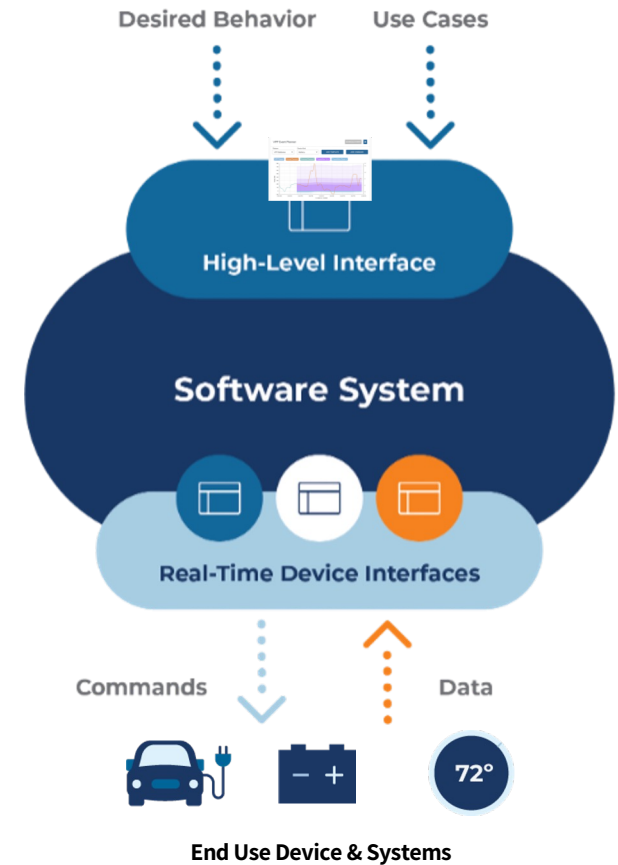 Desired Behavior
Use Cases
High-Level Interface
Software System
Real-Time Device Interfaces
Commands
Data
72°
End Use Device & Systems